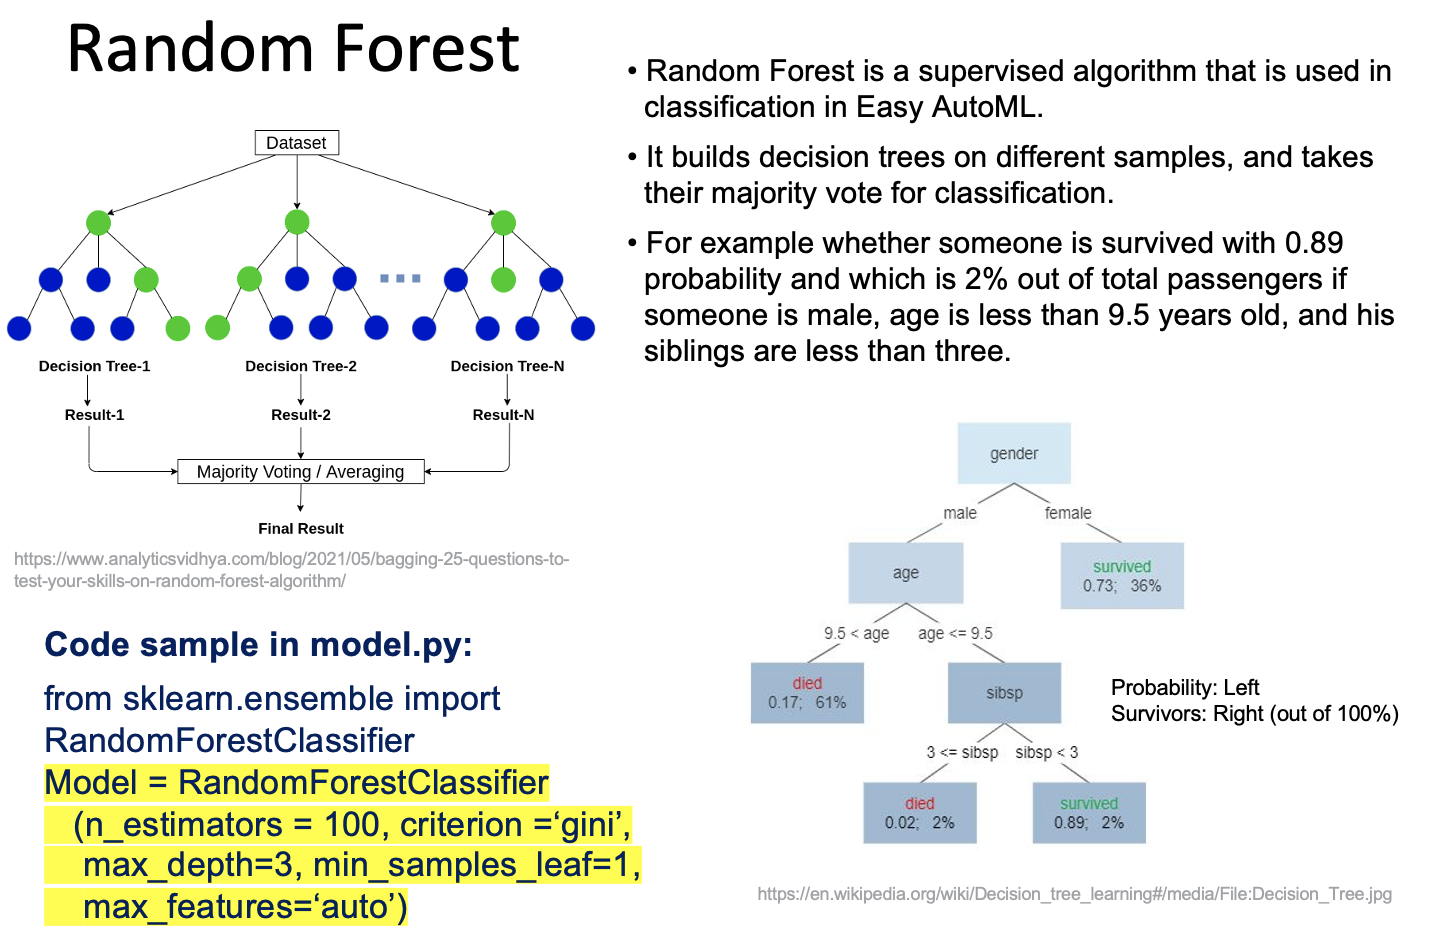 Random Forest
Dataset
Decision Tree-1
Decision Tree-2
Decision Tree-N
Result-1
Result-2
Result-N
Majority Voting / Averaging
Final Result
https://www.analyticsvidhya.com/blog/2021/05/bagging-25-questions-to-
test-your-skills-on-random-forest-algorithm/
Code sample in model.py:
from sklearn.ensemble import
RandomForestClassifier
Model = RandomForestClassifier
(n_estimators = 100, criterion =‘gini’,
max_depth=3, min_samples_leaf=1,
max_features=‘auto’)
• Random Forest is a supervised algorithm that is used in
classification in Easy AutoML.
• It builds decision trees on different samples, and takes
their majority vote for classification.
• For example whether someone is survived with 0.89
probability and which is 2% out of total passengers if
someone is male, age is less than 9.5 years old, and his
siblings are less than three.
gender
male
female
age
survived
0.73; 36%
9.5 < age
age <= 9.5
died
0.17; 61%
sibsp
Probability: Left
Survivors: Right (out of 100%)
3 <= sibsp
sibsp < 3
died
0.02; 2%
survived
0.89; 2%
https://en.wikipedia.org/wiki/Decision_tree_learning#/media/File:Decision_Tree.jpg